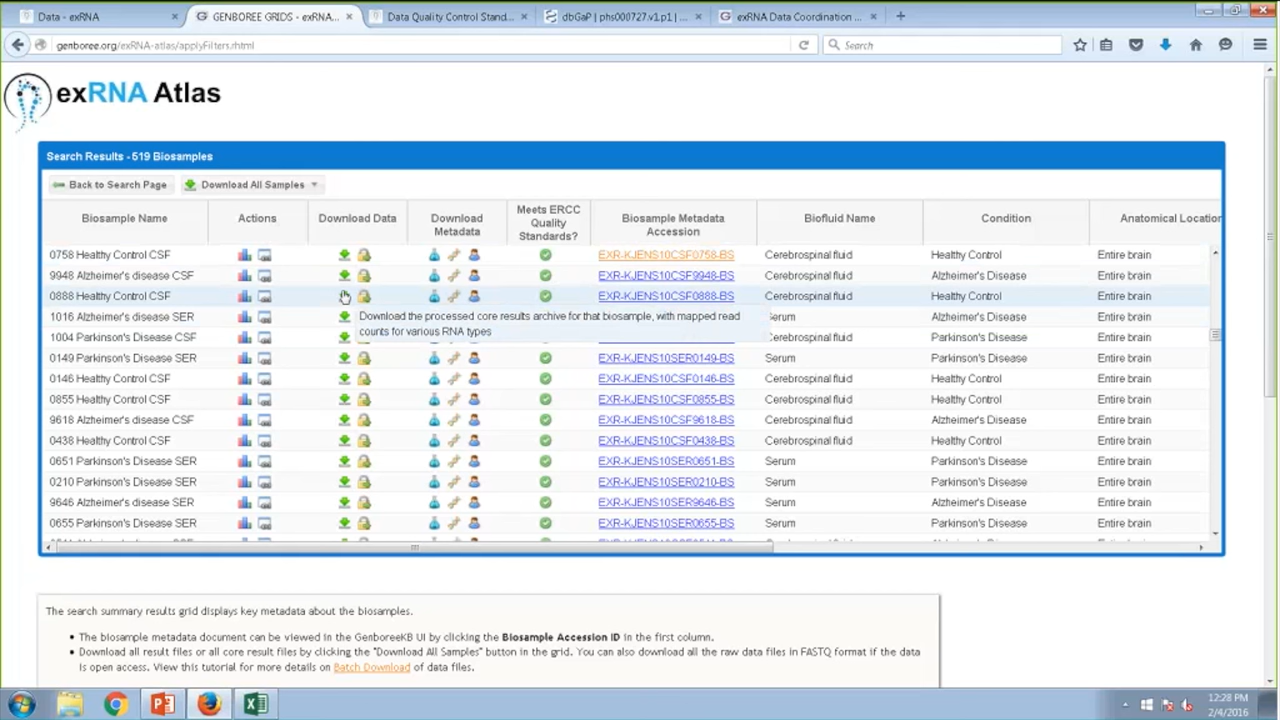 Data - exRNA
GENBOREE GRIDS - exRNA...
Data Quality Control Stand...
dbGaP | phs000727.v1.p1 | ...
exRNA Data Coordination ...
genboree.org/exRNA-atlas/applyFilters.rhtml
Search
exRNA Atlas
Search Results - 519 Biosamples
Back to Search Page
Download All Samples
Biosample Name Actions Download Data Download Metadata Meets ERCC Quality Standards? Biosample Metadata Accession Biofluid Name Condition Anatomical Location
0758 Healthy Control CSF EXR-KJENS10CSF0758-BS Cerebrospinal fluid Healthy Control Entire brain
9948 Alzheimer's disease CSF EXR-KJENS10CSF9948-BS Cerebrospinal fluid Alzheimer's Disease Entire brain
0888 Healthy Control CSF EXR-KJENS10CSF0888-BS Cerebrospinal fluid Healthy Control Entire brain
1016 Alzheimer's disease SER Serum Alzheimer's Disease Entire brain
1004 Parkinson's Disease CSF Cerebrospinal fluid Parkinson's Disease Entire brain
Download the processed core results archive for that biosample, with mapped read
counts for various RNA types
0149 Parkinson's Disease SER EXR-KJENS10SER0149-BS Serum Parkinson's Disease Entire brain
0146 Healthy Control CSF EXR-KJENS10CSF0146-BS Cerebrospinal fluid Healthy Control Entire brain
0855 Healthy Control CSF EXR-KJENS10CSF0855-BS Cerebrospinal fluid Healthy Control Entire brain
9618 Alzheimer's disease CSF EXR-KJENS10CSF9618-BS Cerebrospinal fluid Alzheimer's Disease Entire brain
0438 Healthy Control CSF EXR-KJENS10CSF0438-BS Cerebrospinal fluid Healthy Control Entire brain
0651 Parkinson's Disease SER EXR-KJENS10SER0651-BS Serum Parkinson's Disease Entire brain
0210 Parkinson's Disease SER EXR-KJENS10SER0210-BS Serum Parkinson's Disease Entire brain
9646 Alzheimer's disease SER EXR-KJENS10SER9646-BS Serum Alzheimer's Disease Entire brain
0655 Parkinson's Disease SER EXR-KJENS10SER0655-BS Serum Parkinson's Disease Entire brain
The search summary results grid displays key metadata about the biosamples.
• The biosample metadata document can be viewed in the GenboreeKB UI by clicking the Biosample Accession ID in the first column.
• Download all result files or all core result files by clicking the "Download All Samples" button in the grid. You can also download all the raw data files in FASTQ format if the data
is open access. View this tutorial for more details on Batch Download of data files.
12:28 PM
2/4/2016